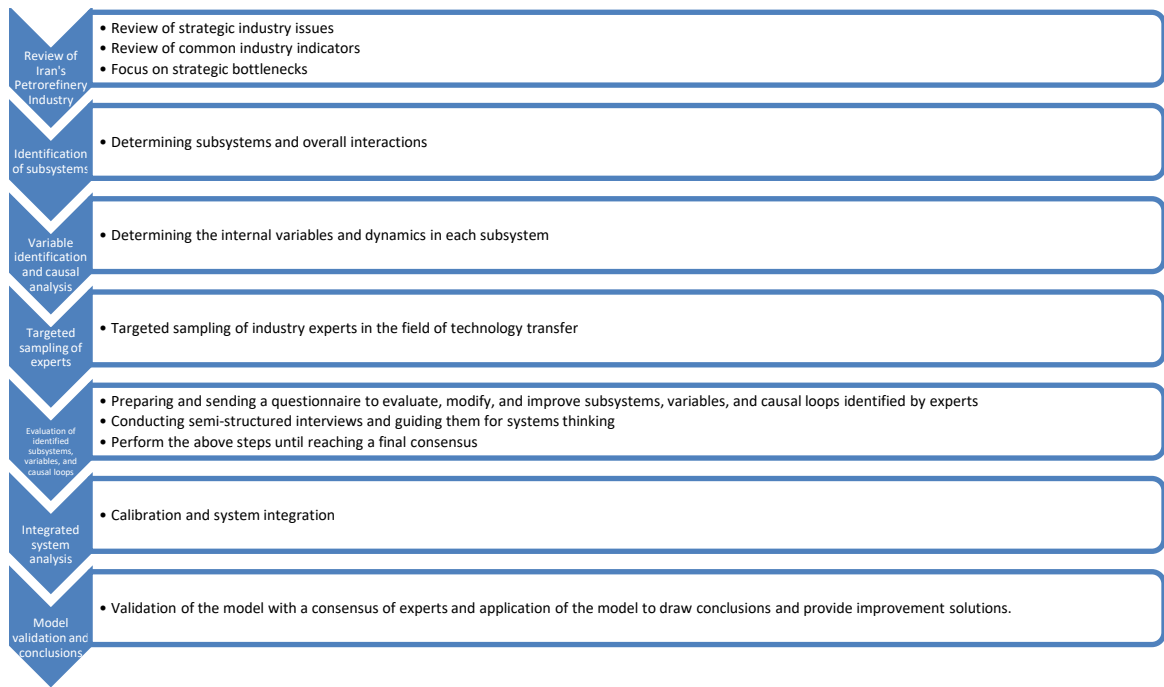 Review of
Iran's
Petrorefinery
Industry
• Review of strategic industry issues
• Review of common industry indicators
• Focus on strategic bottlenecks
Identification
of subsystems
• Determining subsystems and overall interactions
Variable
identification
and causal
analysis
• Determining the internal variables and dynamics in each subsystem
Targeted
sampling of
experts
• Targeted sampling of industry experts in the field of technology transfer
Evaluation of
identified
subsystems,
variables, and
causal loops
• Preparing and sending a questionnaire to evaluate, modify, and improve subsystems, variables, and causal loops identified by experts
• Conducting semi-structured interviews and guiding them for systems thinking
• Perform the above steps until reaching a final consensus
Integrated
system
analysis
• Calibration and system integration
Model
validation and
conclusions
• Validation of the model with a consensus of experts and application of the model to draw conclusions and provide improvement solutions.